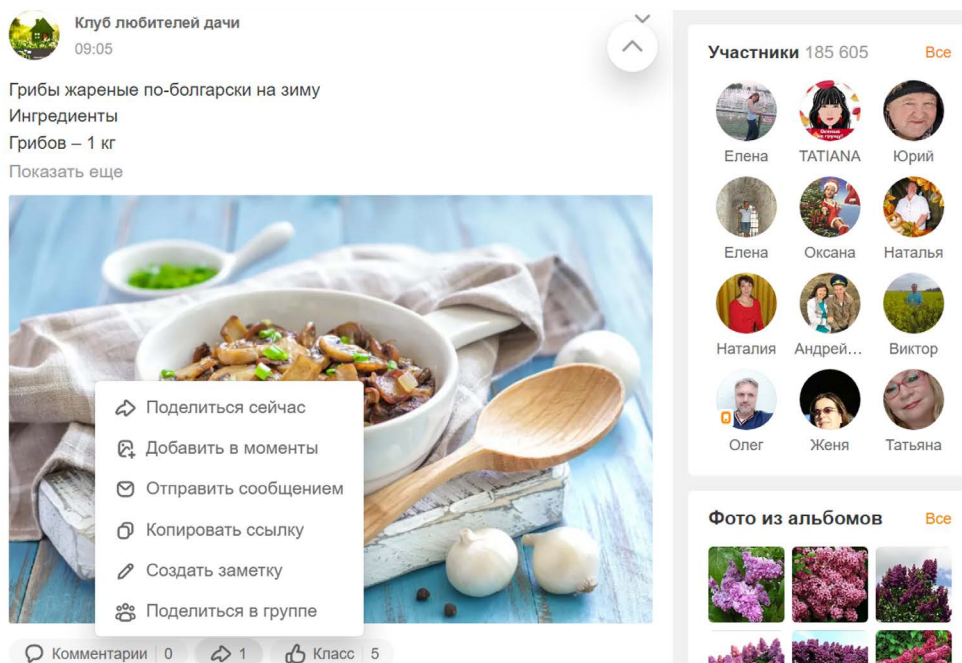 Клуб любителей дачи
09:05
Грибы жареные по-болгарски на зиму
Ингредиенты
Грибов – 1 кг
Показать еще
Поделиться сейчас
Добавить в моменты
Отправить сообщением
Копировать ссылку
Создать заметку
Поделиться в группе
Комментарии 0
1
Класс 5
Участники 185 605
Все
Елена
TATIANA
Юрий
Елена
Оксана
Наталья
Наталия
Андрей...
Виктор
Олег
Женя
Татьяна
Фото из альбомов
Все